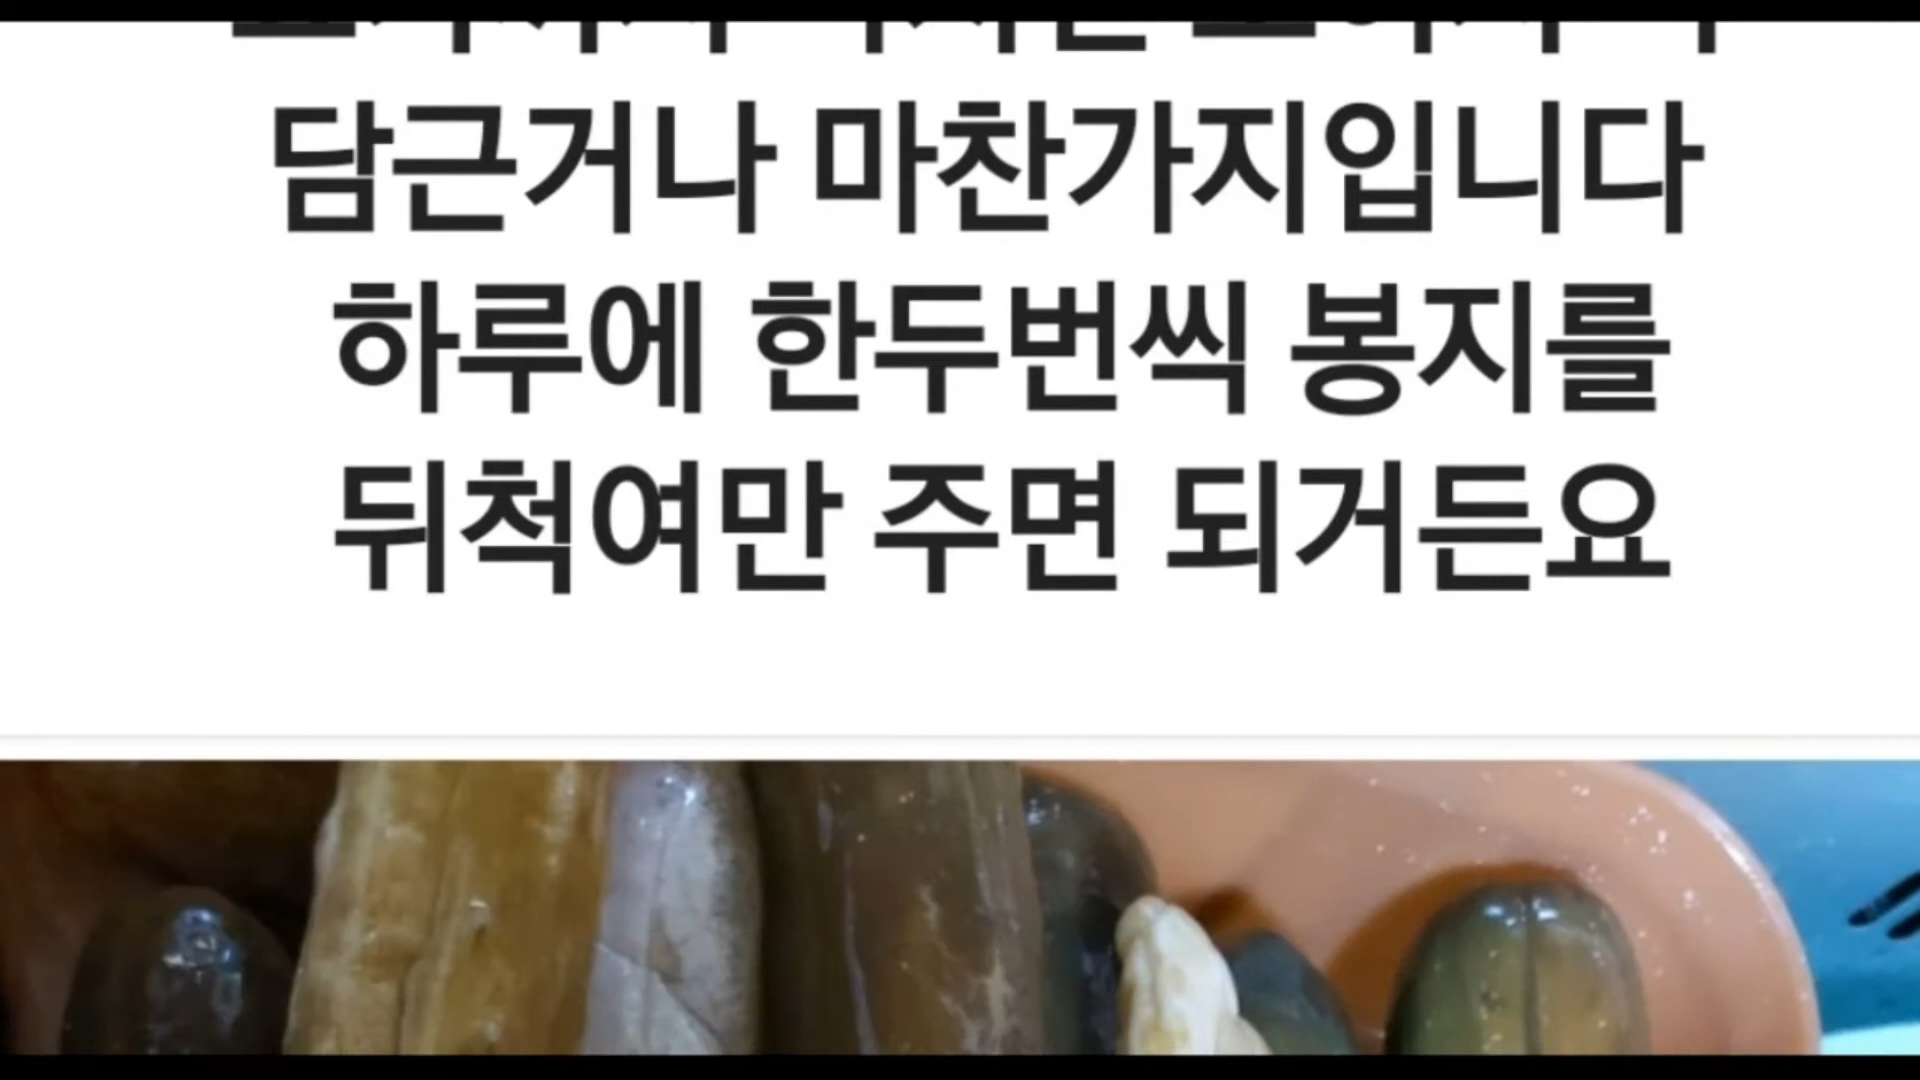 담근거나 마찬가지입니다
하루에 한두번씩 봉지를
뒤척여만 주면 되거든요